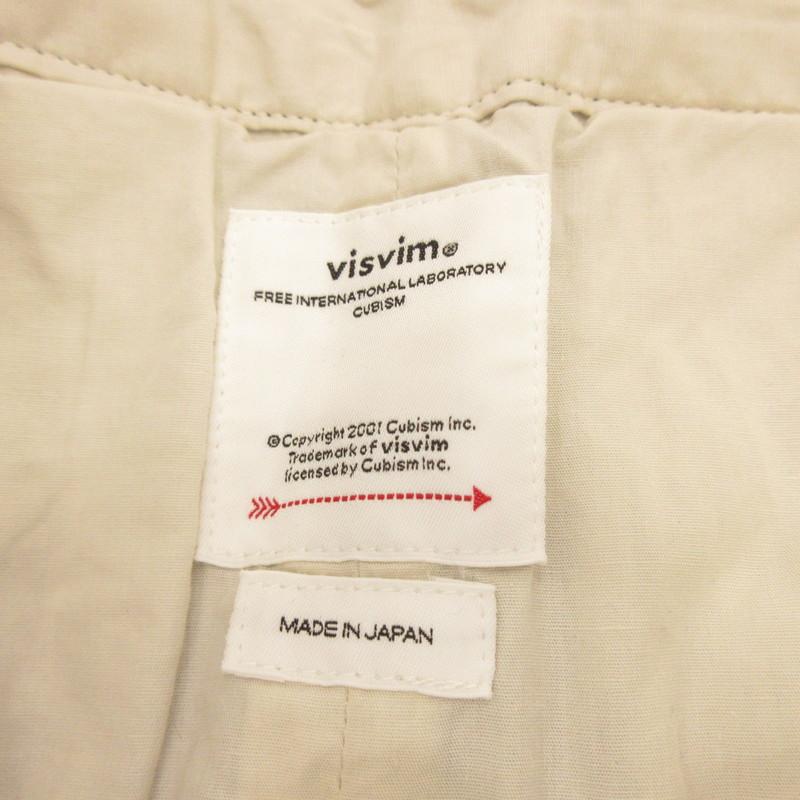 visvim®
FREE INTERNATIONAL LABORATORY
CUBISM
©Copyright 2001 Cubism Inc.
Trademark of visvim
licensed by Cubism Inc.
MADE IN JAPAN